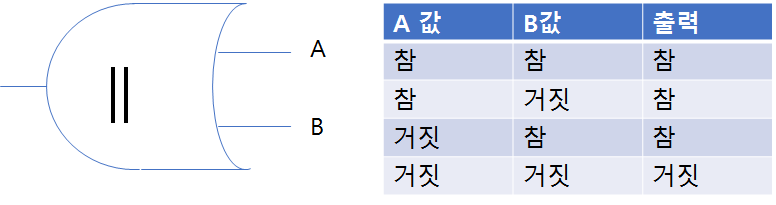 ||
A
B
A 값 B값 출력
참 참 참
참 거짓 참
거짓 참 참
거짓 거짓 거짓